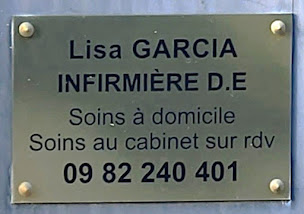 Lisa GARCIA
INFIRMIÈRE D.E
Soins à domicile
Soins au cabinet sur rdv
09 82 240 401